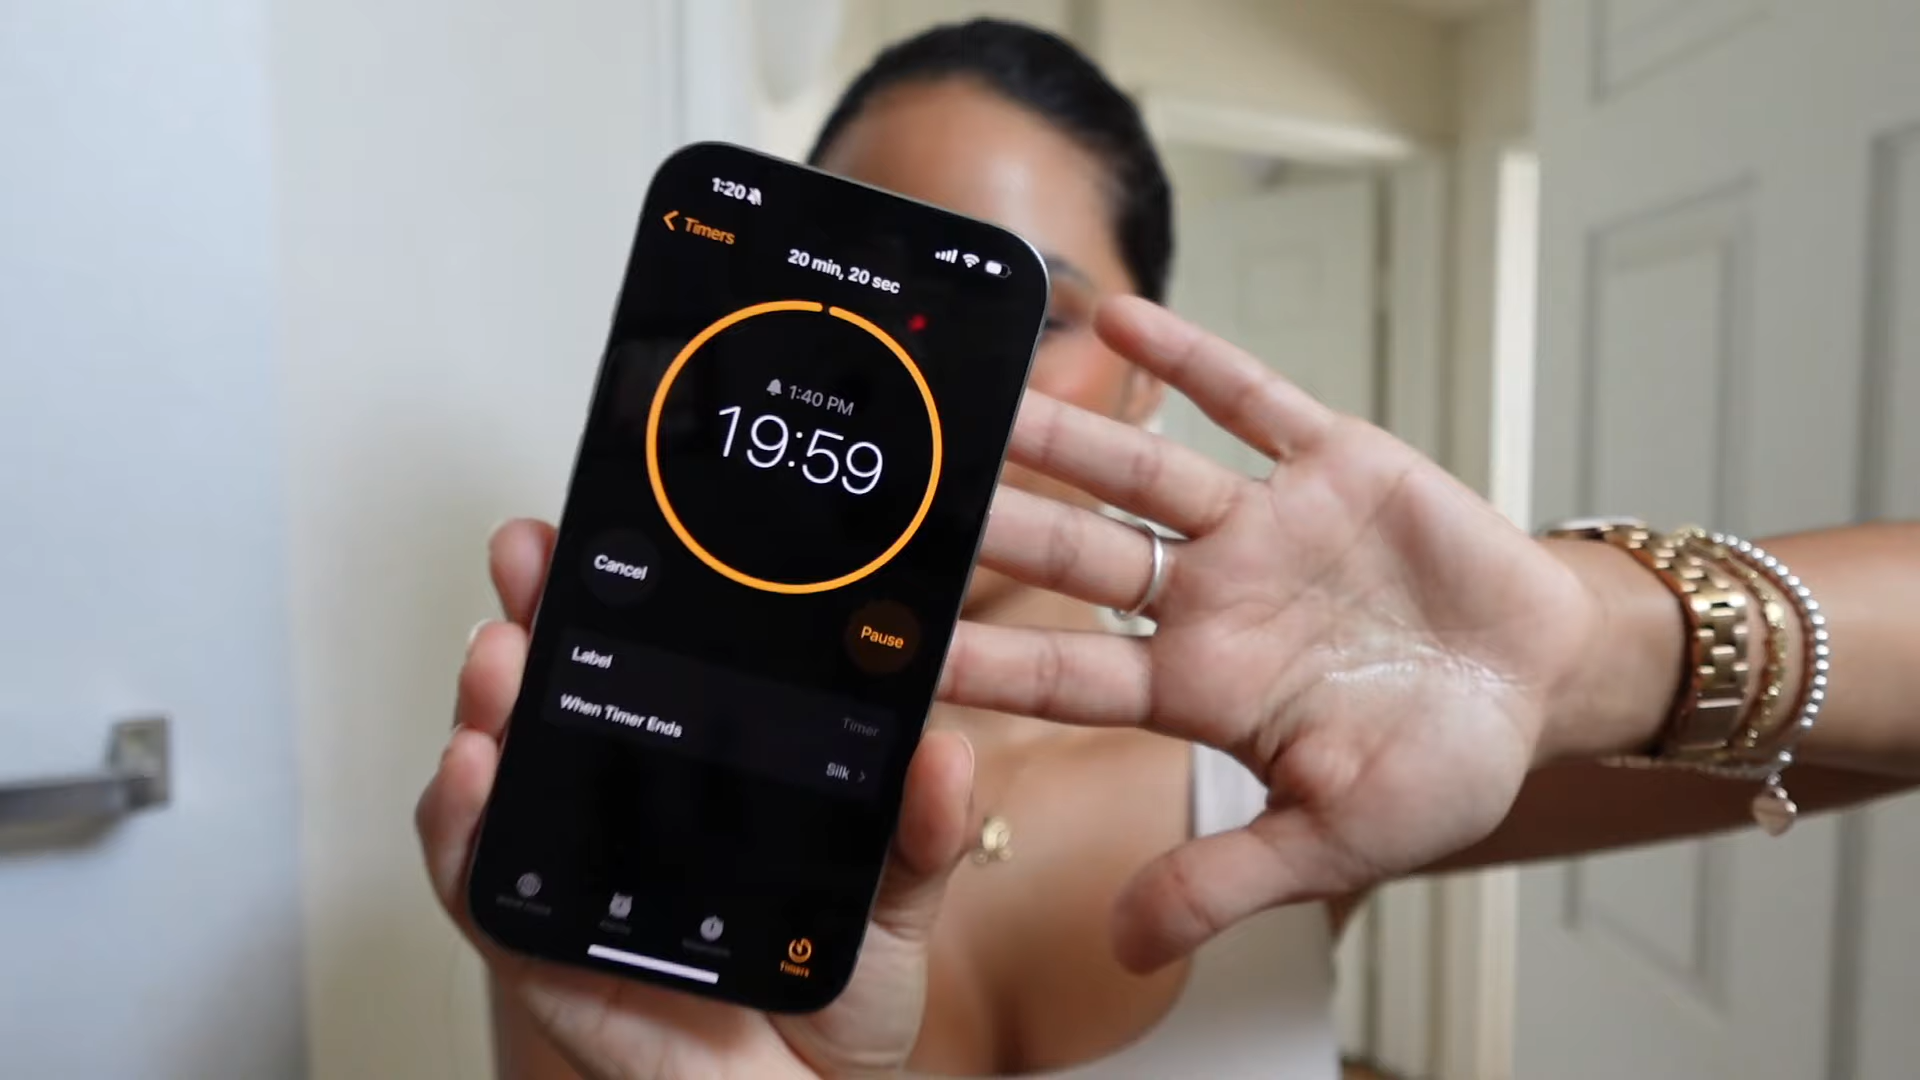 1:20
Timers
20 min, 20 sec
1:40 PM
19:59
Cancel
Pause
Label
Timer
When Timer Ends
Silk
Timers